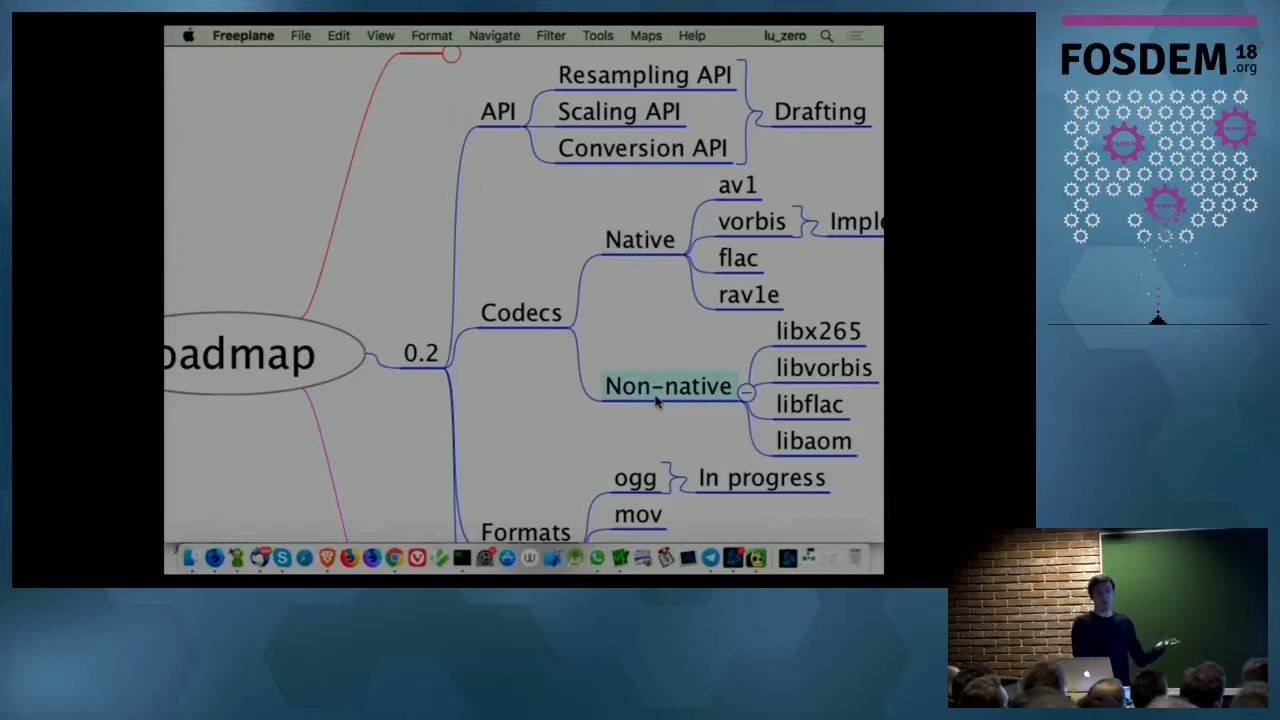 Freeplane File Edit View Format Navigate Filter Tools Maps Help lu_zero
FOSDEM 18 .org
Resampling API
API
Scaling API
Drafting
Conversion API
av1
Native
vorbis
Imple
flac
rav1e
Codecs
oadmap
0.2
libx265
Non-native
libvorbis
libflac
libaom
ogg
In progress
mov
Formats